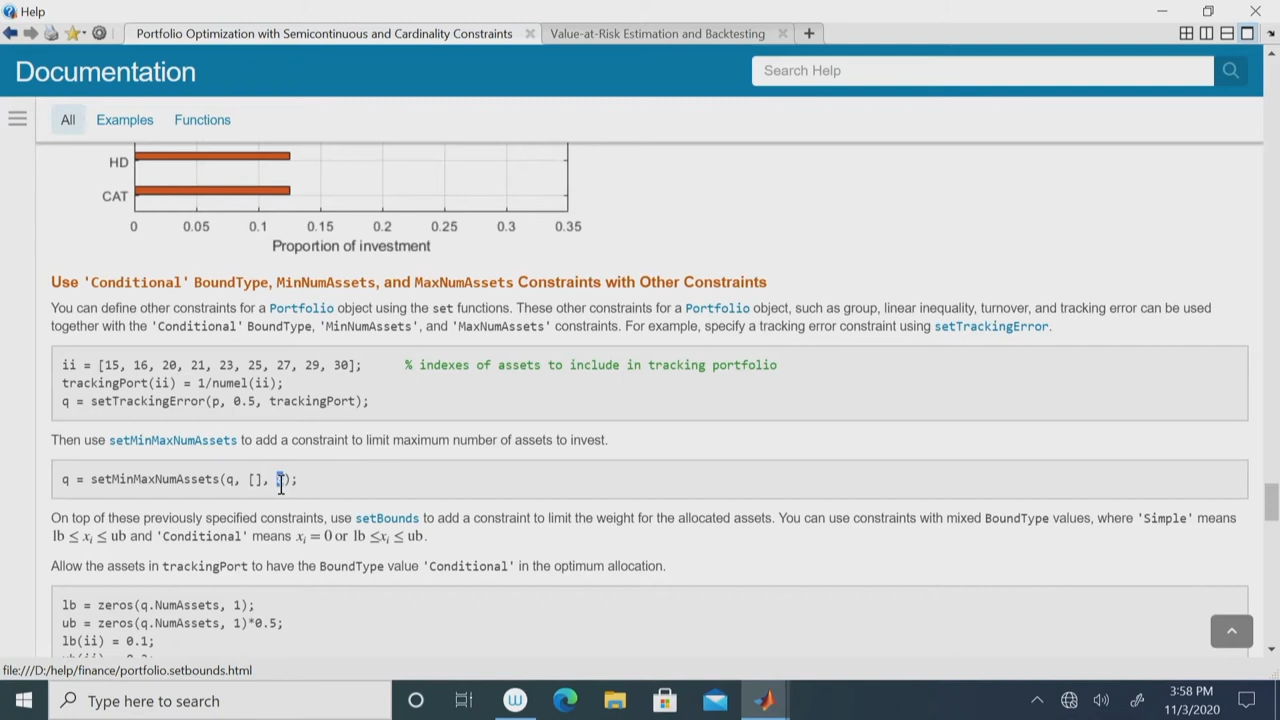 Help
Portfolio Optimization with Semicontinuous and Cardinality Constraints
Value-at-Risk Estimation and Backtesting
Documentation
Search Help
All Examples Functions
HD
CAT
0 0.05 0.1 0.15 0.2 0.25 0.3 0.35
Proportion of investment
Use 'Conditional' BoundType, MinNumAssets, and MaxNumAssets Constraints with Other Constraints
You can define other constraints for a Portfolio object using the set functions. These other constraints for a Portfolio object, such as group, linear inequality, turnover, and tracking error can be used
together with the 'Conditional' BoundType, 'MinNumAssets', and 'MaxNumAssets' constraints. For example, specify a tracking error constraint using setTrackingError.
ii = [15, 16, 20, 21, 23, 25, 27, 29, 30]; % indexes of assets to include in tracking portfolio
trackingPort(ii) = 1/numel(ii);
q = setTrackingError(p, 0.5, trackingPort);
Then use setMinMaxNumAssets to add a constraint to limit maximum number of assets to invest.
q = setMinMaxNumAssets(q, [], );
On top of these previously specified constraints, use setBounds to add a constraint to limit the weight for the allocated assets. You can use constraints with mixed BoundType values, where 'Simple' means
lb ≤ xᵢ ≤ ub and 'Conditional' means xᵢ = 0 or lb ≤xᵢ ≤ ub.
Allow the assets in trackingPort to have the BoundType value 'Conditional' in the optimum allocation.
lb = zeros(q.NumAssets, 1);
ub = zeros(q.NumAssets, 1)*0.5;
lb(ii) = 0.1;
file:///D:/help/finance/portfolio.setbounds.html
Type here to search
3:58 PM
11/3/2020